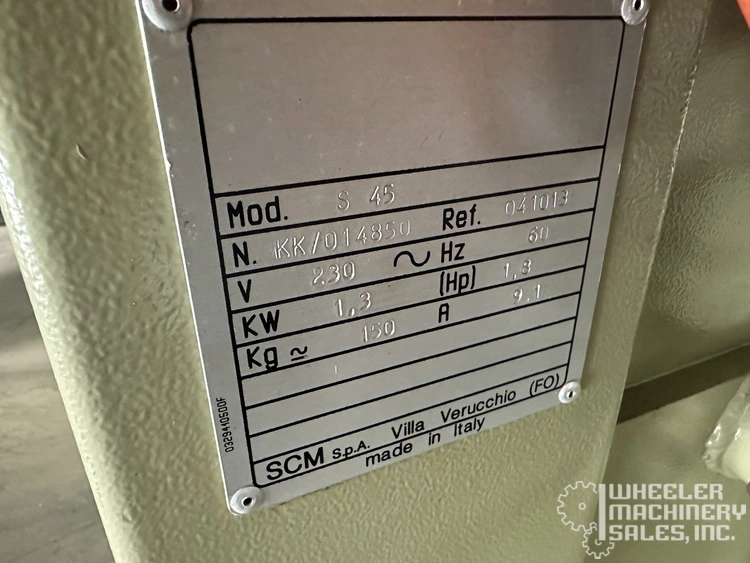 Mod. S 45
N. KK/014850 Ref. 041013
V 230 ~ Hz 60
KW 1,3 (Hp) 1,8
Kg ≃ 150 A 9.1
SCM S.p.A. Villa Verucchio (FO)
made in Italy
0329410500F
WHEELER
MACHINERY
SALES, INC.